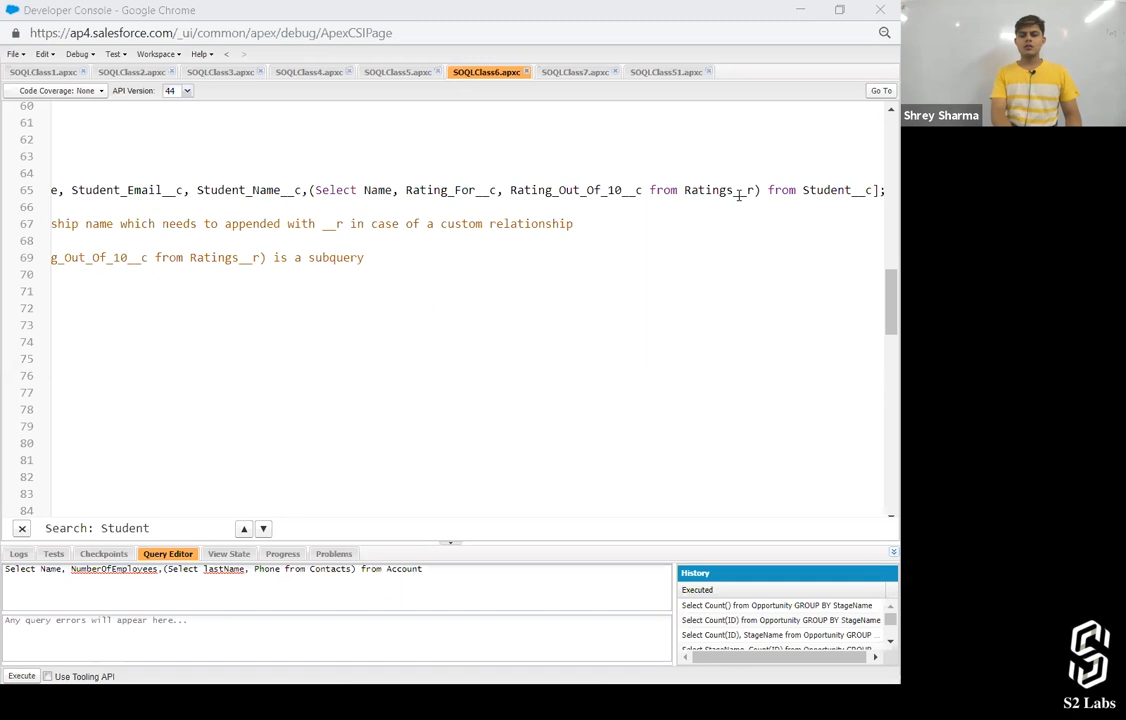 Developer Console - Google Chrome
https://ap4.salesforce.com/_ui/common/apex/debug/ApexCSIPage
File Edit Debug Test Workspace Help < >
SOQLClass1.apxc SOQLClass2.apxc SOQLClass3.apxc SOQLClass4.apxc SOQLClass5.apxc SOQLClass6.apxc SOQLClass7.apxc SOQLClass51.apxc
Code Coverage: None API Version: 44 Go To
Shrey Sharma
60
61
62
63
64
65 e, Student_Email__c, Student_Name__c,(Select Name, Rating_For__c, Rating_Out_Of_10__c from Ratings__r) from Student__c];
66
67 ship name which needs to appended with __r in case of a custom relationship
68
69 g_Out_Of_10__c from Ratings__r) is a subquery
70
71
72
73
74
75
76
77
78
79
80
81
82
83
84
Search: Student
Logs Tests Checkpoints Query Editor View State Progress Problems
Select Name, NumberOfEmployees,(Select lastName, Phone from Contacts) from Account
Any query errors will appear here...
History
Executed
Select Count() from Opportunity GROUP BY StageName
Select Count(ID) from Opportunity GROUP BY StageName
Select Count(ID), StageName from Opportunity GROUP ...
Select StageName, Count(ID) from Opportunity GROUP
Execute Use Tooling API
S2 Labs